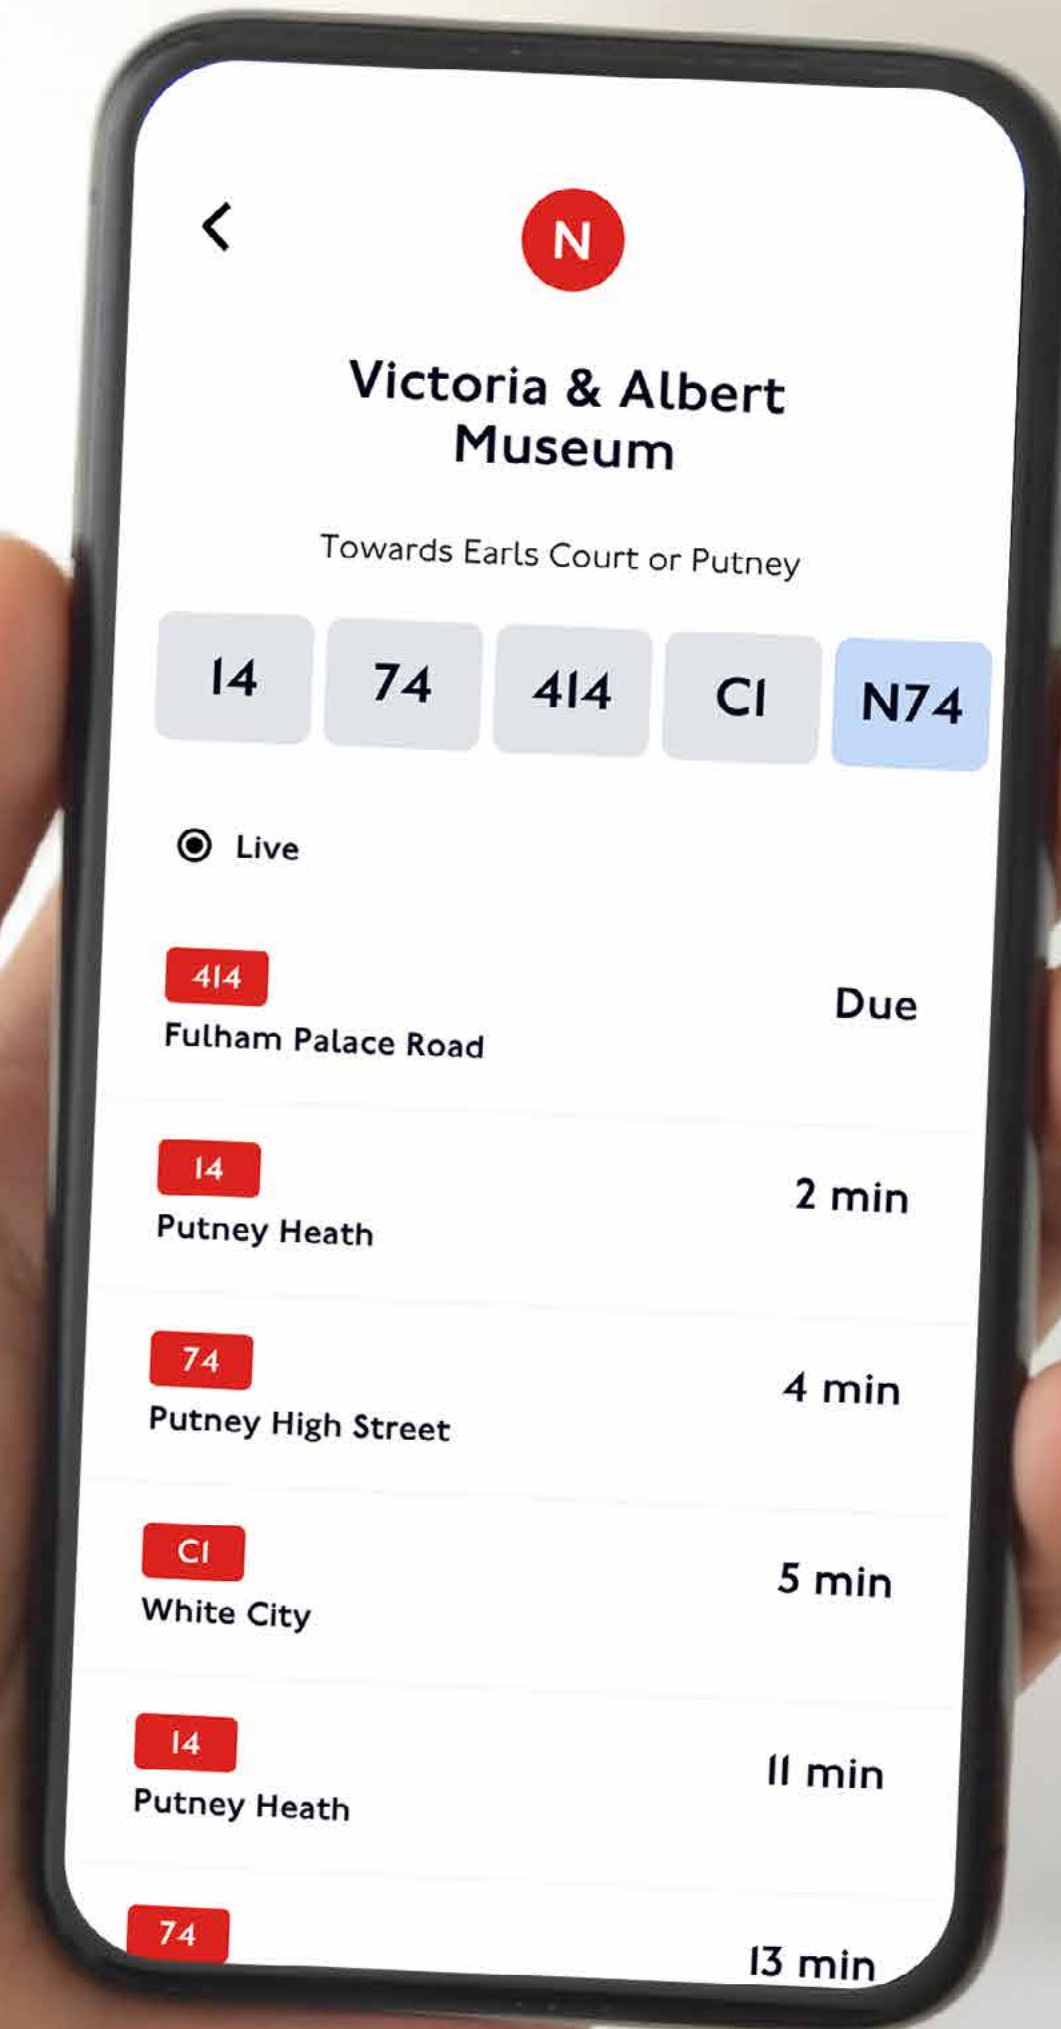 N
Victoria & Albert
Museum
Towards Earls Court or Putney
14 74 414 C1 N74
Live
414
Due
Fulham Palace Road
14
2 min
Putney Heath
74
4 min
Putney High Street
C1
5 min
White City
14
11 min
Putney Heath
74
13 min